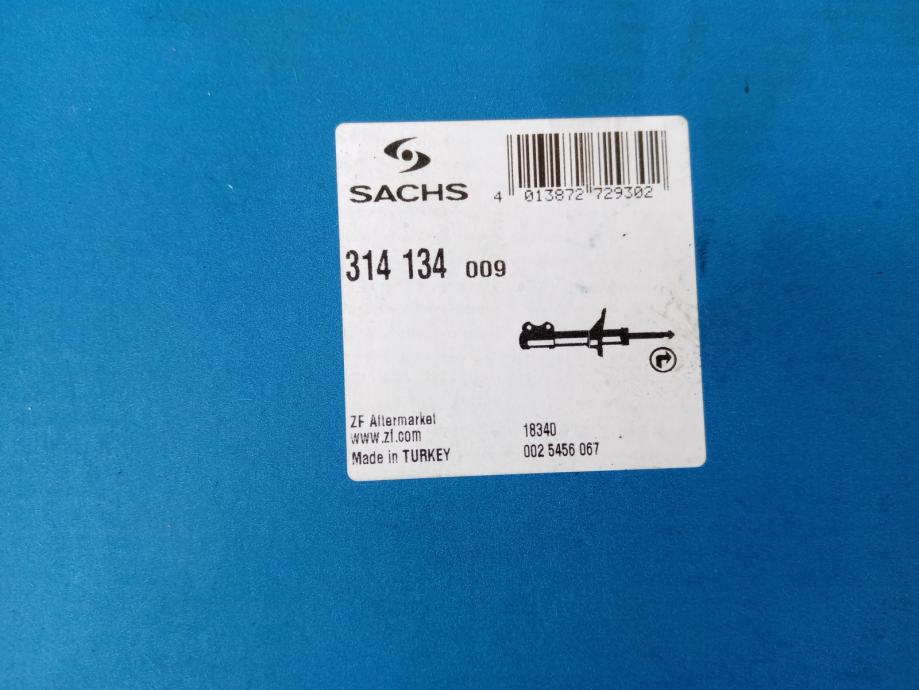 SACHS
4 013872 729302
314 134 009
ZF Aftermarket
www.zf.com
Made in TURKEY
18340
002 5456 067